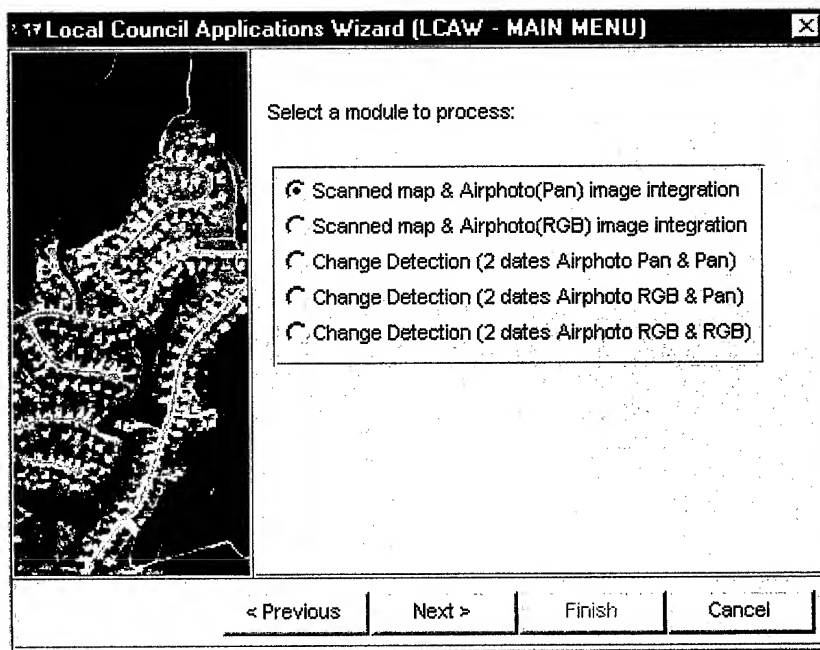 Local Council Applications Wizard (LCAW - MAIN MENU)
Select a module to process:
Scanned map & Airphoto(Pan) image integration
Scanned map & Airphoto(RGB) image integration
Change Detection (2 dates Airphoto Pan & Pan)
Change Detection (2 dates Airphoto RGB & Pan)
Change Detection (2 dates Airphoto RGB & RGB)
< Previous Next > Finish Cancel